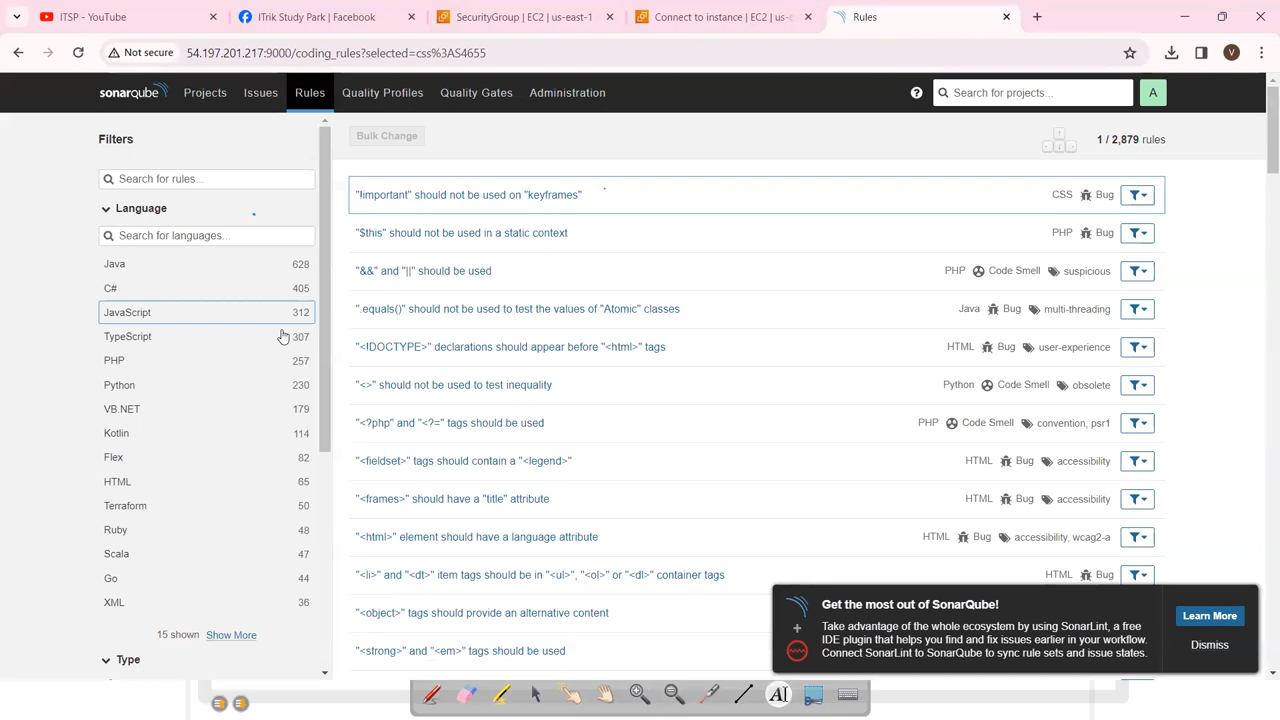 ITSP - YouTube
ITrik Study Park | Facebook
SecurityGroup | EC2 | us-east-1
Connect to instance | EC2 | us-e
Rules
Not secure 54.197.201.217:9000/coding_rules?selected=css%3AS4655
V
sonarqube Projects Issues Rules Quality Profiles Quality Gates Administration
Search for projects...
A
Filters
Search for rules...
Language
Search for languages...
Java 628
C# 405
JavaScript 312
TypeScript 307
PHP 257
Python 230
VB.NET 179
Kotlin 114
Flex 82
HTML 65
Terraform 50
Ruby 48
Scala 47
Go 44
XML 36
15 shown Show More
Type
Bulk Change
1 / 2,879 rules
"!important" should not be used on "keyframes" CSS Bug
"$this" should not be used in a static context PHP Bug
"&&" and "||" should be used PHP Code Smell suspicious
".equals()" should not be used to test the values of "Atomic" classes Java Bug multi-threading
"<!DOCTYPE>" declarations should appear before "<html>" tags HTML Bug user-experience
"<>" should not be used to test inequality Python Code Smell obsolete
"<?php" and "<?=" tags should be used PHP Code Smell convention, psr1
"<fieldset>" tags should contain a "<legend>" HTML Bug accessibility
"<frames>" should have a "title" attribute HTML Bug accessibility
"<html>" element should have a language attribute HTML Bug accessibility, wcag2-a
"<li>" and "<dt>" item tags should be in "<ul>", "<ol>" or "<dl>" container tags HTML Bug
"<object>" tags should provide an alternative content
"<strong>" and "<em>" tags should be used
Get the most out of SonarQube!
Take advantage of the whole ecosystem by using SonarLint, a free
IDE plugin that helps you find and fix issues earlier in your workflow.
Connect SonarLint to SonarQube to sync rule sets and issue states.
Learn More
Dismiss
AI